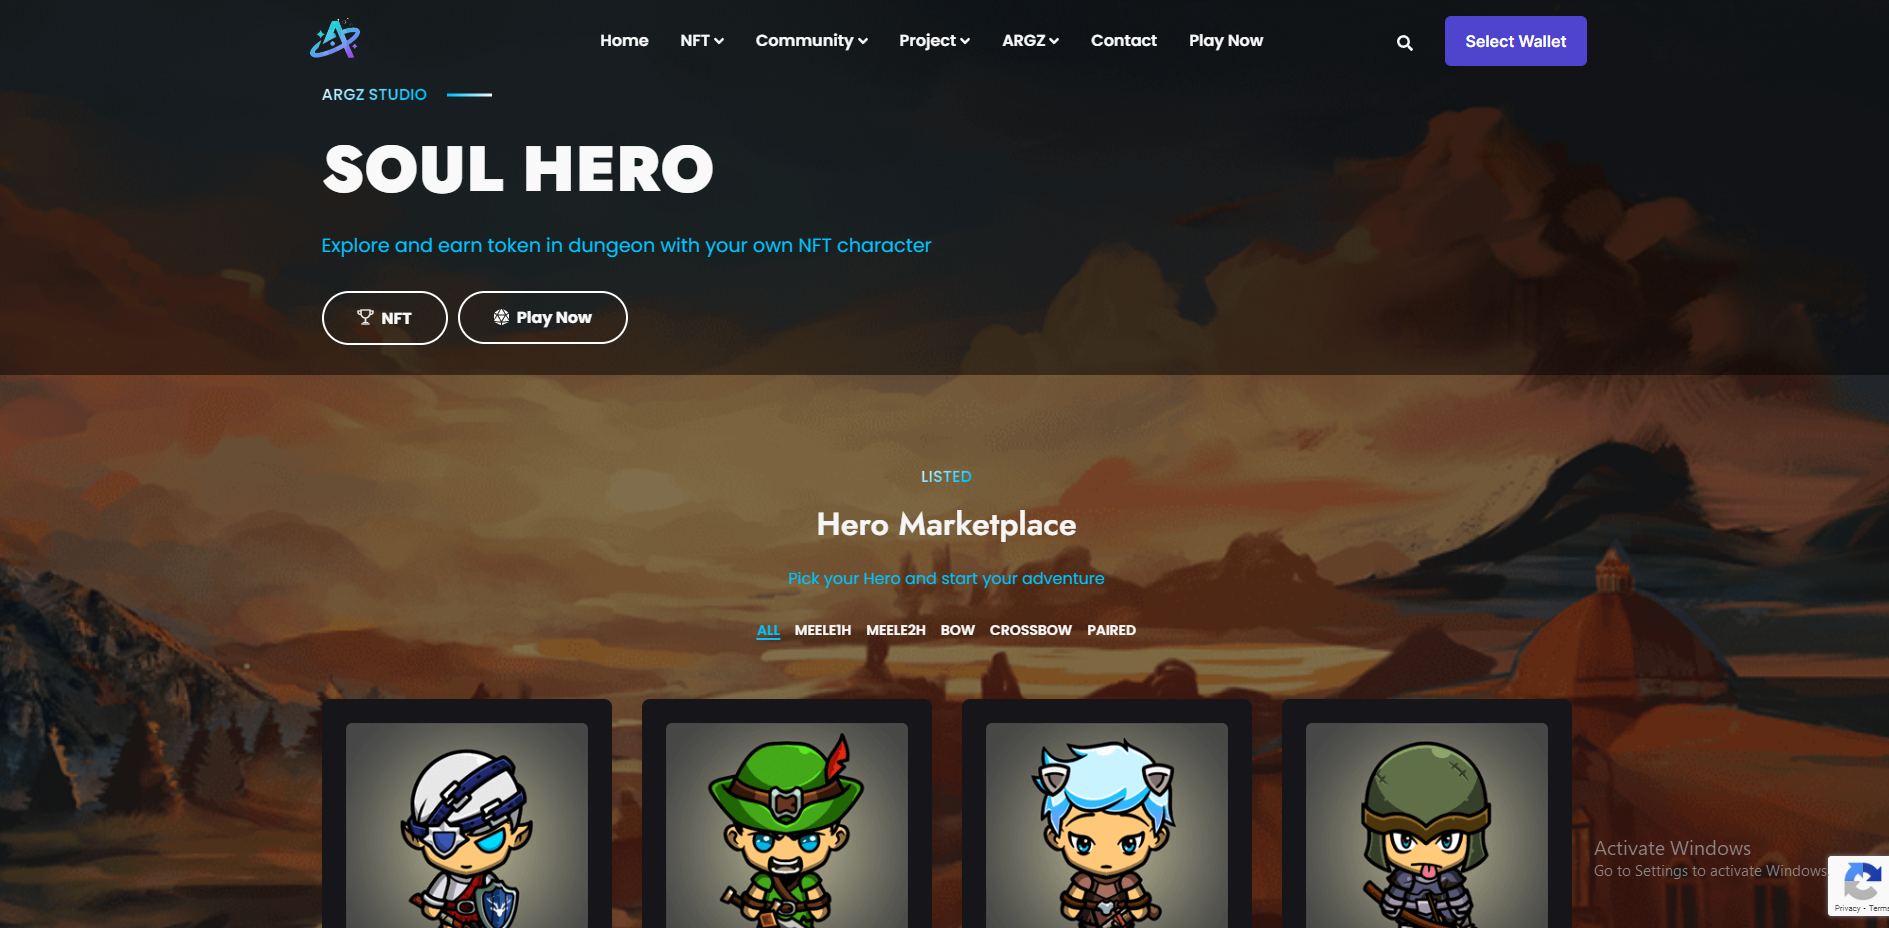 Home NFT Community Project ARGZ Contact Play Now Select Wallet
ARGZ STUDIO
SOUL HERO
Explore and earn token in dungeon with your own NFT character
NFT Play Now
LISTED
Hero Marketplace
Pick your Hero and start your adventure
ALL MEELE1H MEELE2H BOW CROSSBOW PAIRED
Activate Windows
Go to Settings to activate Windows
Privacy - Terms